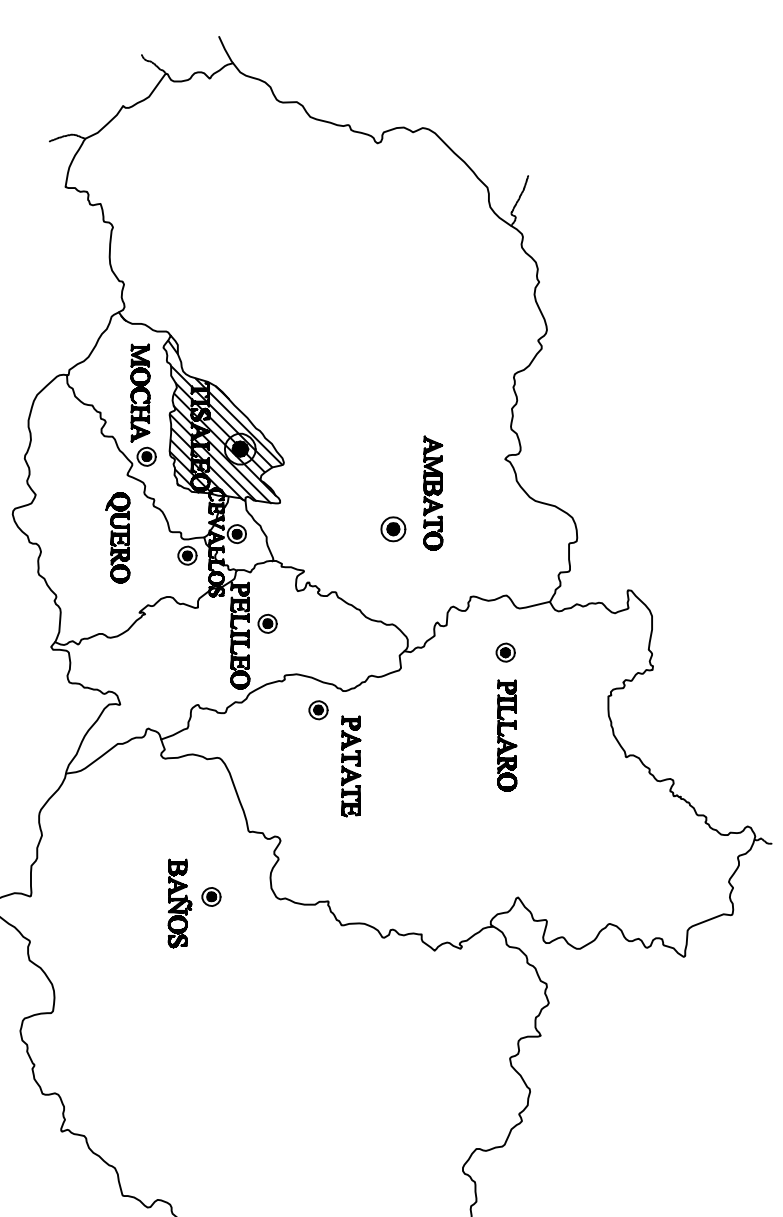 AMBATO
PILLARO
PATATE
TISALEO
CEVALLOS
PELILEO
MOCHA
QUERO
BAÑOS